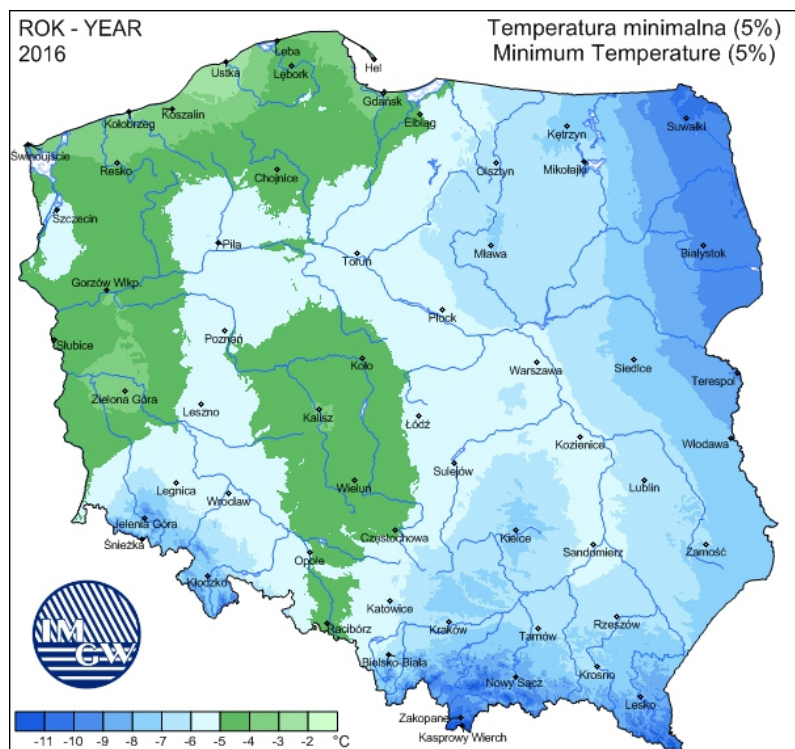 ROK - YEAR
2016
Temperatura minimalna (5%)
Minimum Temperature (5%)
Łeba
Hel
Ustka
Lębork
Gdańsk
Koszalin
Kołobrzeg
Elbląg
Suwałki
Kętrzyn
Świnoujście
Resko
Chojnice
Olsztyn
Mikołajki
Szczecin
Piła
Toruń
Mława
Białystok
Gorzów Wlkp.
Płock
Słubice
Poznań
Koło
Warszawa
Siedlce
Terespol
Zielona Góra
Leszno
Kalisz
Łódź
Kozienice
Włodawa
Sulejów
Legnica
Wrocław
Wieluń
Lublin
Jelenia Góra
Śnieżka
Częstochowa
Kielce
Sandomierz
Zamość
Opole
Kłodzko
Katowice
Racibórz
Kraków
Tarnów
Rzeszów
Bielsko-Biała
Nowy Sącz
Krosno
Lesko
Zakopane
Kasprowy Wierch
IM
GW
-11 -10 -9 -8 -7 -6 -5 -4 -3 -2 °C